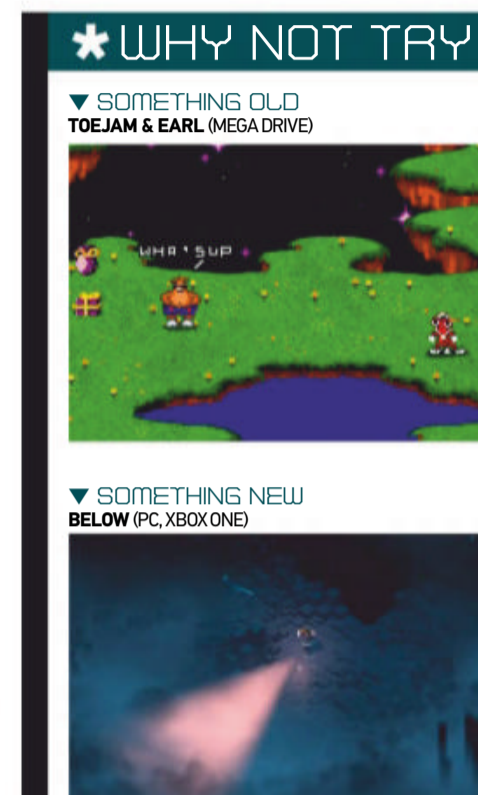 * WHY NOT TRY
▼ SOMETHING OLD
TOEJAM & EARL (MEGA DRIVE)
WHA'SUP
▼ SOMETHING NEW
BELOW (PC, XBOX ONE)